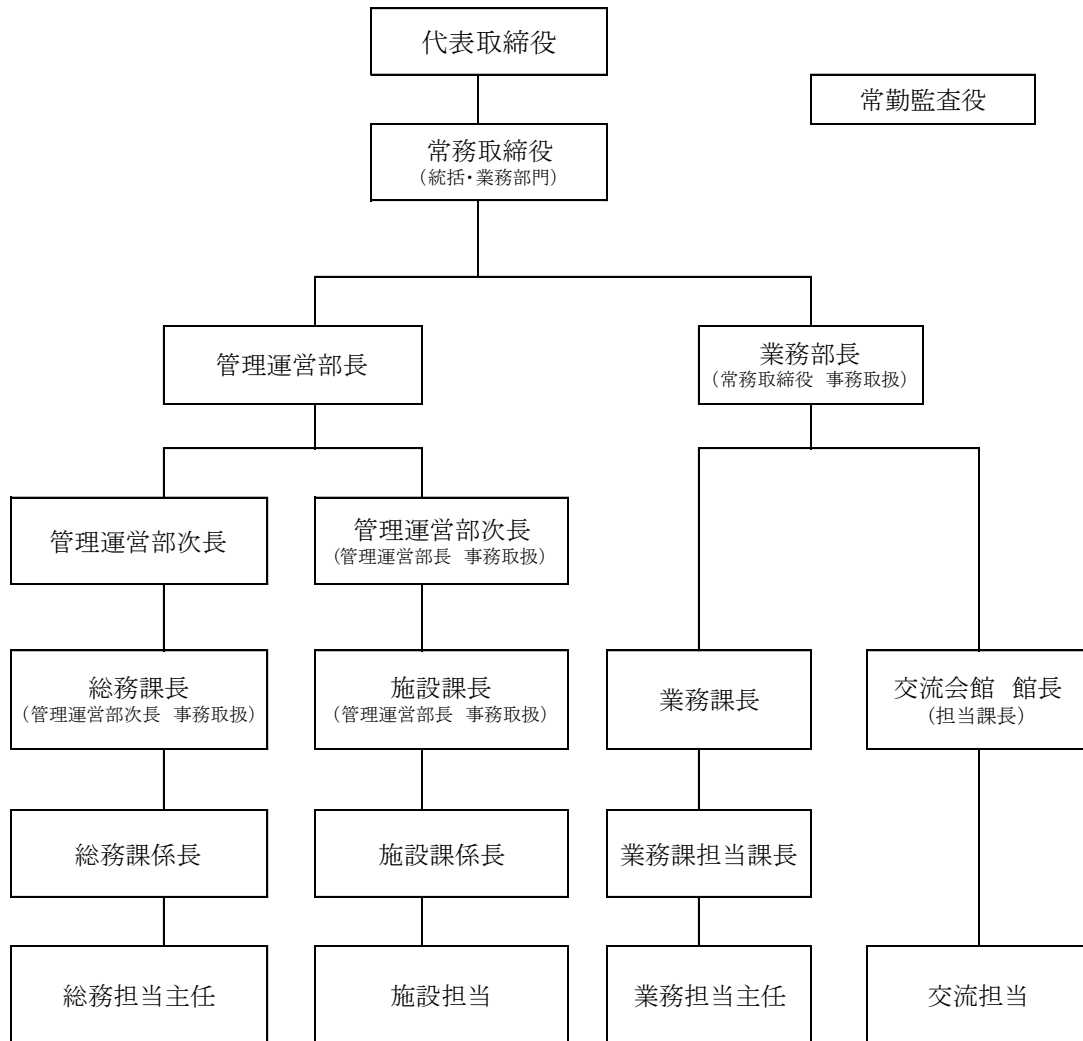 代表取締役
常勤監査役
常務取締役
(統括・業務部門)
管理運営部長
業務部長
(常務取締役 事務取扱)
管理運営部次長
管理運営部次長
(管理運営部長 事務取扱)
総務課長
(管理運営部次長 事務取扱)
施設課長
(管理運営部長 事務取扱)
業務課長
交流会館 館長
(担当課長)
総務課係長
施設課係長
業務課担当課長
総務担当主任
施設担当
業務担当主任
交流担当